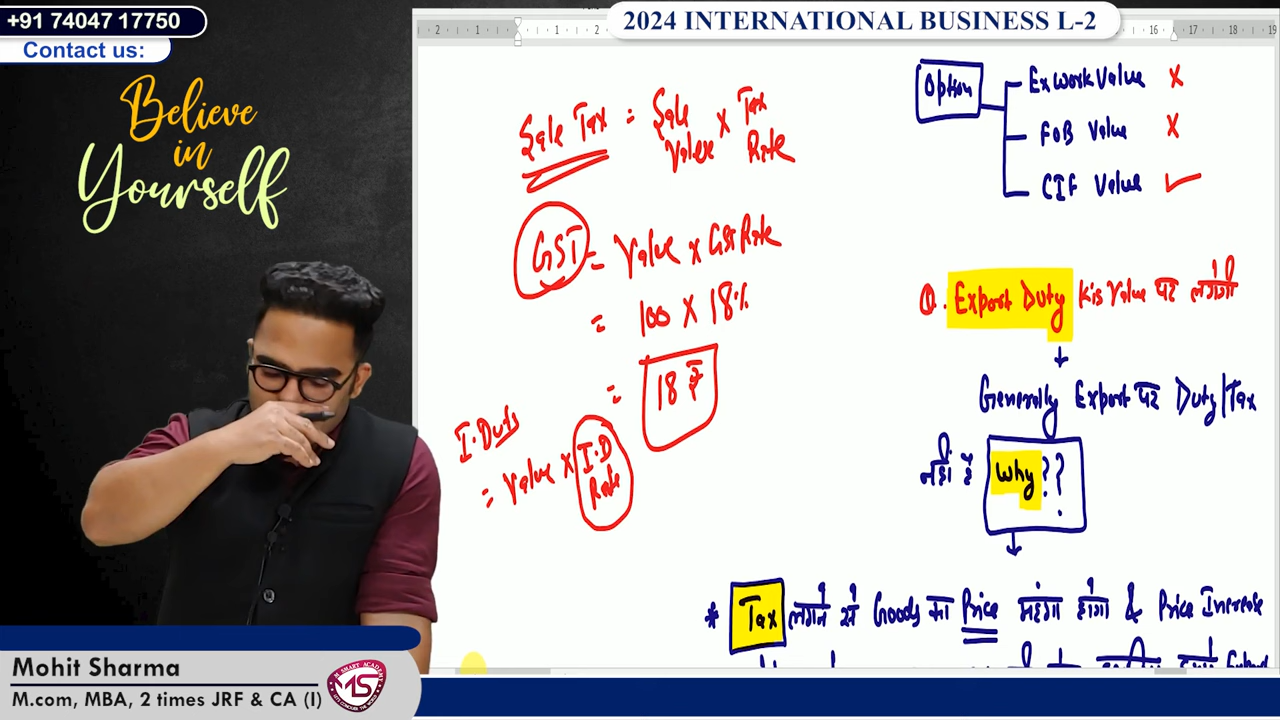 +91 74047 17750
Contact us:
Believe
in
Yourself
2024 INTERNATIONAL BUSINESS L-2
Sale Tax = Sale Value × Tax Rate
GST = Value × GST Rate
= 100 × 18%
= 18 ₹
I. Duty
= Value × I.D Rate
Option
Ex work Value ×
FOB Value ×
CIF Value ✓
Q. Export Duty kis Value पर लगेगी
↓
Generally Export पर Duty/Tax
नहीं है Why ??
↓
* Tax लगने से Goods का Price महंगा होगा & Price Increase
Mohit Sharma
M.com, MBA, 2 times JRF & CA (I)
MS